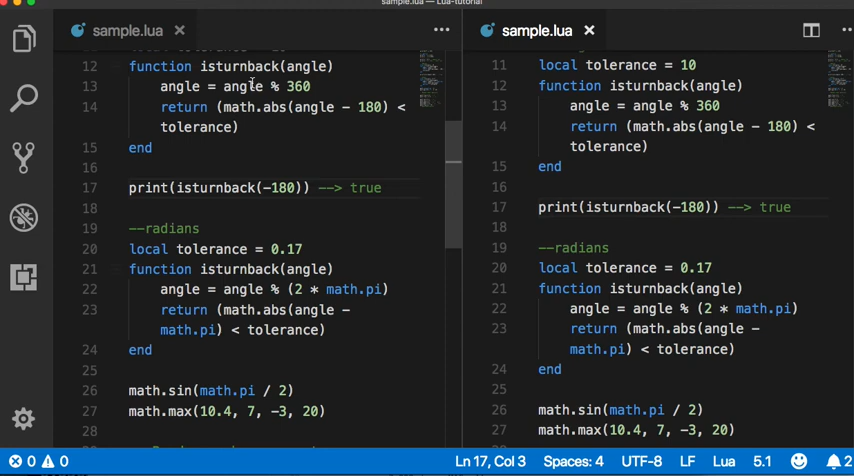 sample.lua — Lua-tutorial
sample.lua
12 function isturnback(angle)
13 angle = angle % 360
14 return (math.abs(angle - 180) <
tolerance)
15 end
16
17 print(isturnback(-180)) --> true
18
19 --radians
20 local tolerance = 0.17
21 function isturnback(angle)
22 angle = angle % (2 * math.pi)
23 return (math.abs(angle -
math.pi) < tolerance)
24 end
25
26 math.sin(math.pi / 2)
27 math.max(10.4, 7, -3, 20)
28
sample.lua
11 local tolerance = 10
12 function isturnback(angle)
13 angle = angle % 360
14 return (math.abs(angle - 180) <
tolerance)
15 end
16
17 print(isturnback(-180)) --> true
18
19 --radians
20 local tolerance = 0.17
21 function isturnback(angle)
22 angle = angle % (2 * math.pi)
23 return (math.abs(angle -
math.pi) < tolerance)
24 end
25
26 math.sin(math.pi / 2)
27 math.max(10.4, 7, -3, 20)
0 0 Ln 17, Col 3 Spaces: 4 UTF-8 LF Lua 5.1 2